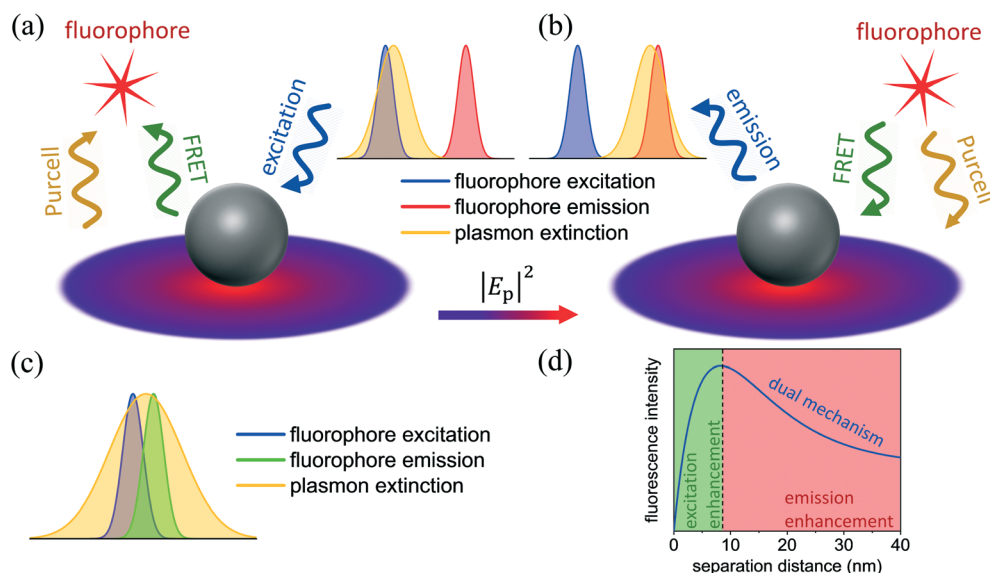 (a)
fluorophore
Purcell
FRET
excitation
(b)
fluorophore
emission
FRET
Purcell
fluorophore excitation
fluorophore emission
plasmon extinction
|Eₚ|²
(c)
fluorophore excitation
fluorophore emission
plasmon extinction
(d)
fluorescence intensity
excitation
enhancement
dual mechanism
emission
enhancement
0 10 20 30 40
separation distance (nm)